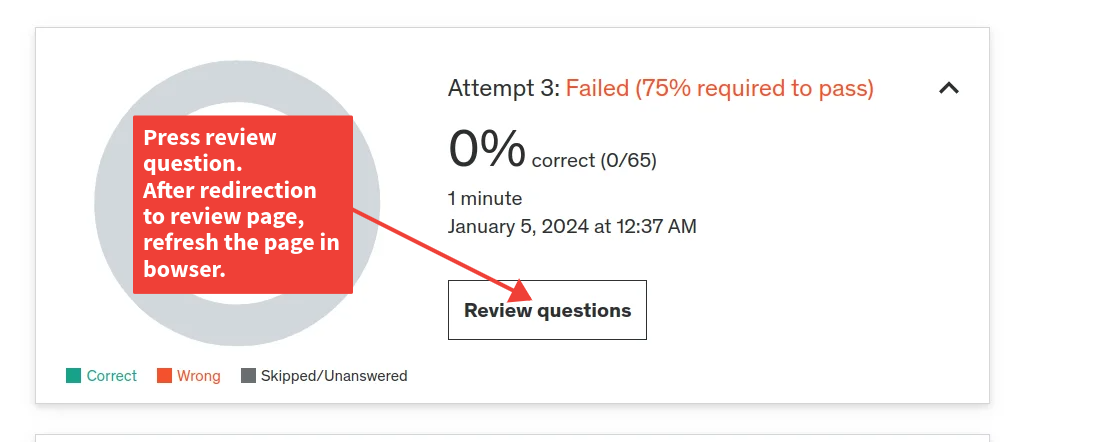 Attempt 3: Failed (75% required to pass)
Press review
question.
After redirection
to review page,
refresh the page in
bowser.
0% correct (0/65)
1 minute
January 5, 2024 at 12:37 AM
Review questions
Correct
Wrong
Skipped/Unanswered